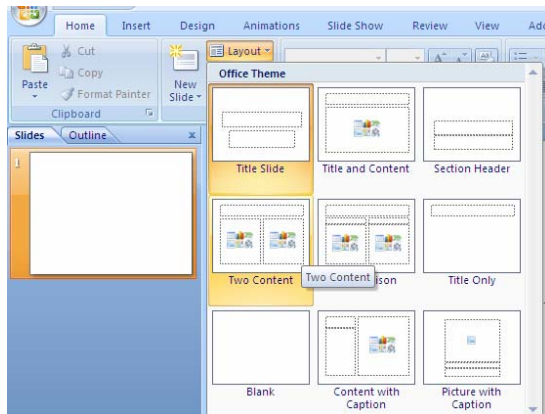 Home Insert Design Animations Slide Show Review View
Cut
Copy
Format Painter
Paste
Clipboard
New
Slide
Layout
Office Theme
Slides Outline x
1
Title Slide Title and Content Section Header
Two Content Two Content ison Title Only
Blank Content with Caption Picture with Caption